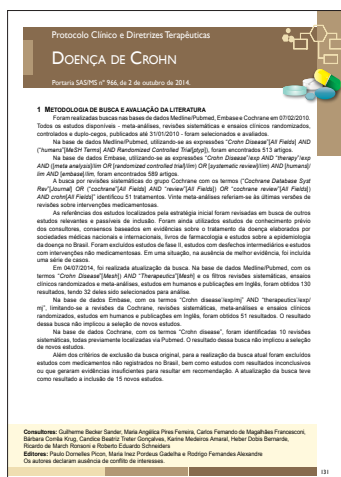 Protocolo Clínico e Diretrizes Terapêuticas
DOENÇA DE CROHN
Portaria SAS/MS nº 966, de 2 de outubro de 2014.
1 METODOLOGIA DE BUSCA E AVALIAÇÃO DA LITERATURA
Foram realizadas buscas nas bases de dados Medline/Pubmed, Embase e Cochrane em 07/02/2010.
Todos os estudos disponíveis - meta-análises, revisões sistemáticas e ensaios clínicos randomizados,
controlados e duplo-cegos, publicados até 31/01/2010 - foram selecionados e avaliados.
Na base de dados Medline/Pubmed, utilizando-se as expressões "Crohn Disease"[All Fields] AND
("humans"[MeSH Terms] AND Randomized Controlled Trial[ptyp]), foram encontrados 513 artigos.
Na base de dados Embase, utilizando-se as expressões "Crohn Disease"/exp AND "therapy"/exp
AND ([meta analysis]/lim OR [randomized controlled trial]/lim OR [systematic review]/lim) AND [humans]/
lim AND [embase]/lim, foram encontrados 589 artigos.
A busca por revisões sistemáticas do grupo Cochrane com os termos ("Cochrane Database Syst
Rev"[Journal] OR ("cochrane"[All Fields] AND "review"[All Fields]) OR "cochrane review"[All Fields])
AND crohn[All Fields]" identificou 51 tratamentos. Vinte meta-análises referiam-se às últimas versões de
revisões sobre intervenções medicamentosas.
As referências dos estudos localizados pela estratégia inicial foram revisadas em busca de outros
estudos relevantes e passíveis de inclusão. Foram ainda utilizados estudos de conhecimento prévio
dos consultores, consensos baseados em evidências sobre o tratamento da doença elaborados por
sociedades médicas nacionais e internacionais, livros de farmacologia e estudos sobre a epidemiologia
da doença no Brasil. Foram excluídos estudos de fase II, estudos com desfechos intermediários e estudos
com intervenções não medicamentosas. Em uma situação, na ausência de melhor evidência, foi incluída
uma série de casos.
Em 04/07/2014, foi realizada atualização da busca. Na base de dados Medline/Pubmed, com os
termos "Crohn Disease"[Mesh]) AND "Therapeutics"[Mesh] e os filtros revisões sistemáticas, ensaios
clínicos randomizados e meta-análises, estudos em humanos e publicações em Inglês, foram obtidos 130
resultados, tendo 32 deles sido selecionados para análise.
Na base de dados Embase, com os termos "Crohn disease'/exp/mj" AND "therapeutics'/exp/
mj", limitando-se a revisões da Cochrane, revisões sistemáticas, meta-análises e ensaios clínicos
randomizados, estudos em humanos e publicações em Inglês, foram obtidos 51 resultados. O resultado
dessa busca não implicou a seleção de novos estudos.
Na base de dados Cochrane, com os termos "Crohn disease", foram identificadas 10 revisões
sistemáticas, todas previamente localizadas via Pubmed. O resultado dessa busca não implicou a seleção
de novos estudos.
Além dos critérios de exclusão da busca original, para a realização da busca atual foram excluídos
estudos com medicamentos não registrados no Brasil, bem como estudos com resultados inconclusivos
ou que geraram evidências insuficientes para resultar em recomendação. A atualização da busca teve
como resultado a inclusão de 15 novos estudos.
Consultores: Guilherme Becker Sander, Maria Angélica Pires Ferreira, Carlos Fernando de Magalhães Francesconi,
Bárbara Corrêa Krug, Candice Beatriz Treter Gonçalves, Karine Medeiros Amaral, Heber Dobis Bernarde,
Ricardo de March Ronsoni e Roberto Eduardo Schneiders
Editores: Paulo Dornelles Picon, Maria Inez Pordeus Gadelha e Rodrigo Fernandes Alexandre
Os autores declaram ausência de conflito de interesses.
131